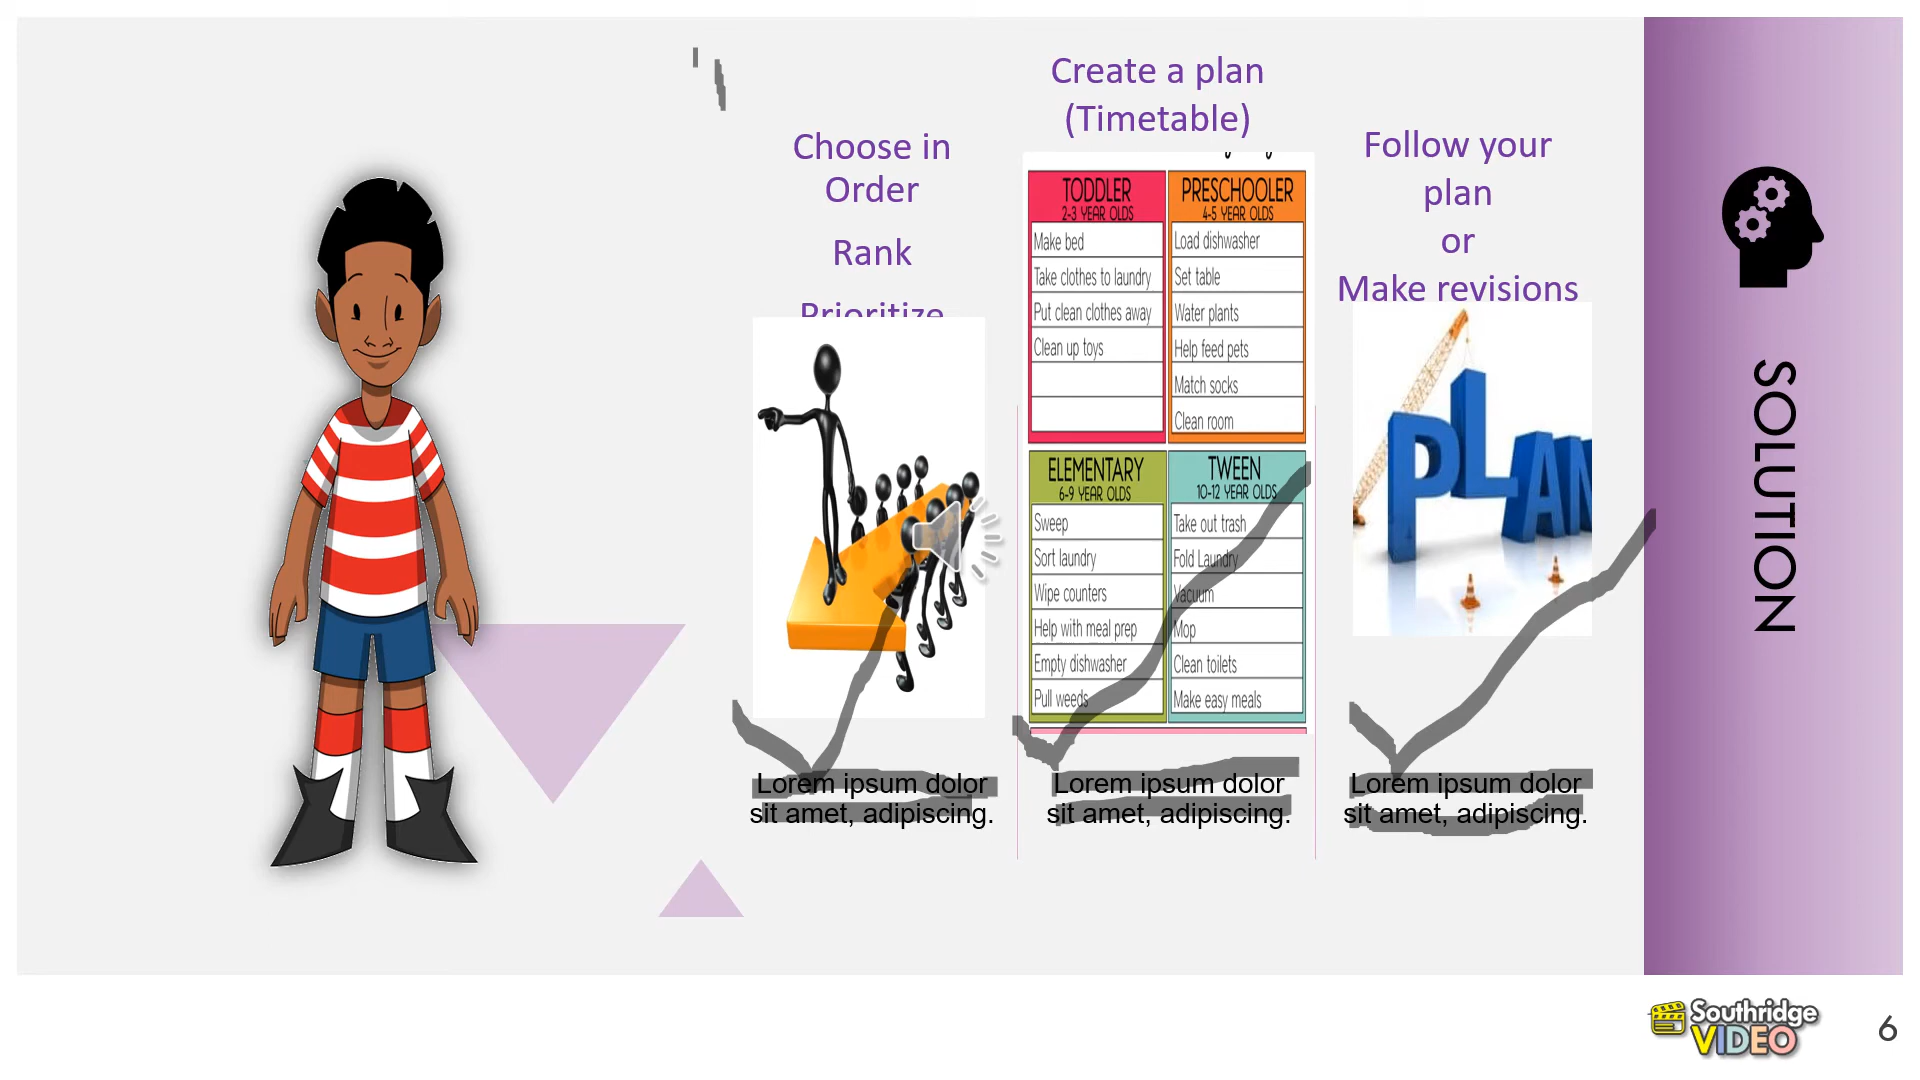 Choose in
Order
Rank
Prioritize
Create a plan
(Timetable)
TODDLER
2-3 YEAR OLDS
Make bed
Take clothes to laundry
Put clean clothes away
Clean up toys
PRESCHOOLER
4-5 YEAR OLDS
Load dishwasher
Set table
Water plants
Help feed pets
Match socks
Clean room
ELEMENTARY
6-9 YEAR OLDS
Sweep
Sort laundry
Wipe counters
Help with meal prep
Empty dishwasher
Pull weeds
TWEEN
10-12 YEAR OLDS
Take out trash
Fold Laundry
Vacuum
Mop
Clean toilets
Make easy meals
Follow your
plan
or
Make revisions
PLAN
Lorem ipsum dolor
sit amet, adipiscing.
Lorem ipsum dolor
sit amet, adipiscing.
Lorem ipsum dolor
sit amet, adipiscing.
SOLUTION
Southridge
VIDEO
6